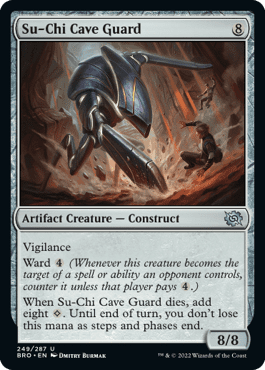 Su-Chi Cave Guard 8
Artifact Creature — Construct
Vigilance
Ward 4 (Whenever this creature becomes the
target of a spell or ability an opponent controls,
counter it unless that player pays 4.)
When Su-Chi Cave Guard dies, add
eight C. Until end of turn, you don't lose
this mana as steps and phases end.
8/8
249/287 U
BRO • EN Dmitry Burmak
™ & © 2022 Wizards of the Coast